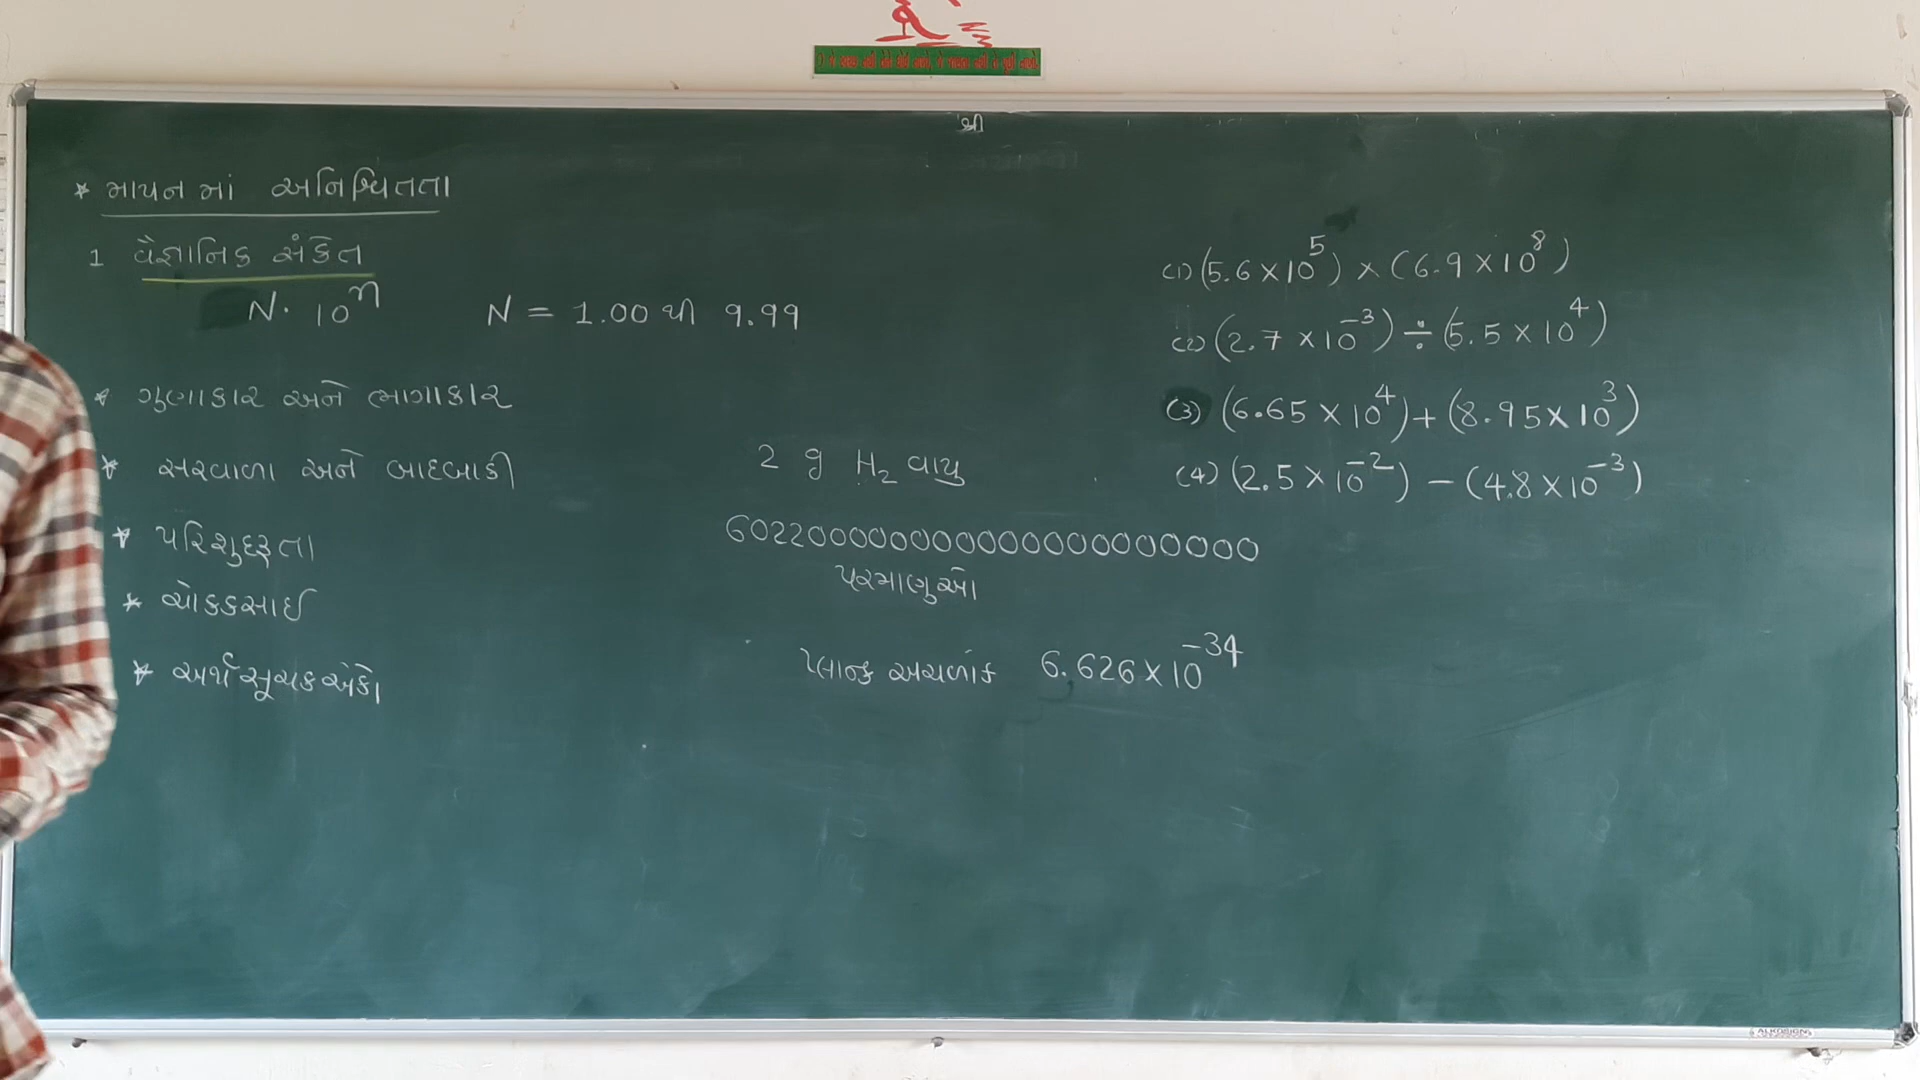 શ્રી
* માપન માં અનિશ્ચિતતા
1 વૈજ્ઞાનિક સંકેત
N. 10ⁿ N = 1.00 થી 9.99
* ગુણાકાર અને ભાગાકાર
* સરવાળા અને બાદબાકી
* પરિશુદ્ધતા
* ચોકકસાઈ
* અર્થસૂચક અંકો
2 g H₂ વાયુ
602200000000000000000000
પરમાણુઓ
પ્લાન્ક અચળાંક 6.626 x 10⁻³⁴
(1) (5.6 x 10⁵) x (6.9 x 10⁸)
(2) (2.7 x 10⁻³) ÷ (5.5 x 10⁴)
(3) (6.65 x 10⁴) + (8.95 x 10³)
(4) (2.5 x 10⁻²) − (4.8 x 10⁻³)